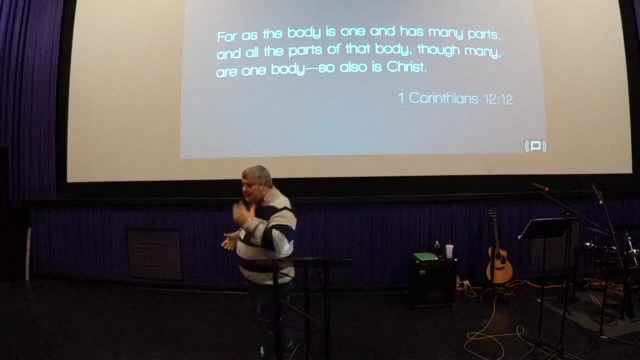 For as the body is one and has many parts,
and all the parts of that body, though many,
are one body—so also is Christ.
1 Corinthians 12:12